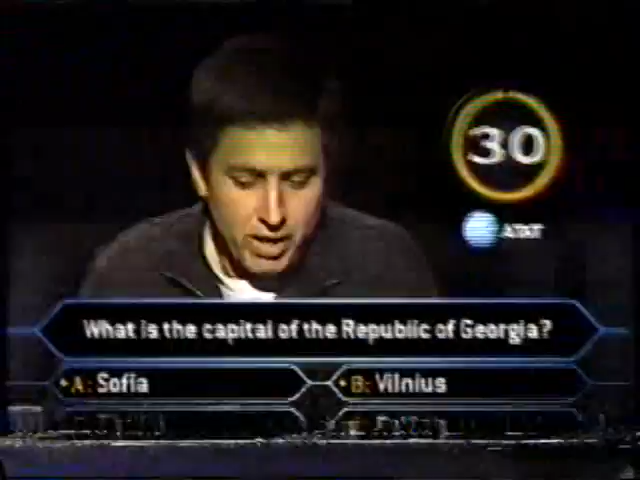 30
AT&T
What is the capital of the Republic of Georgia?
A: Sofia
B: Vilnius